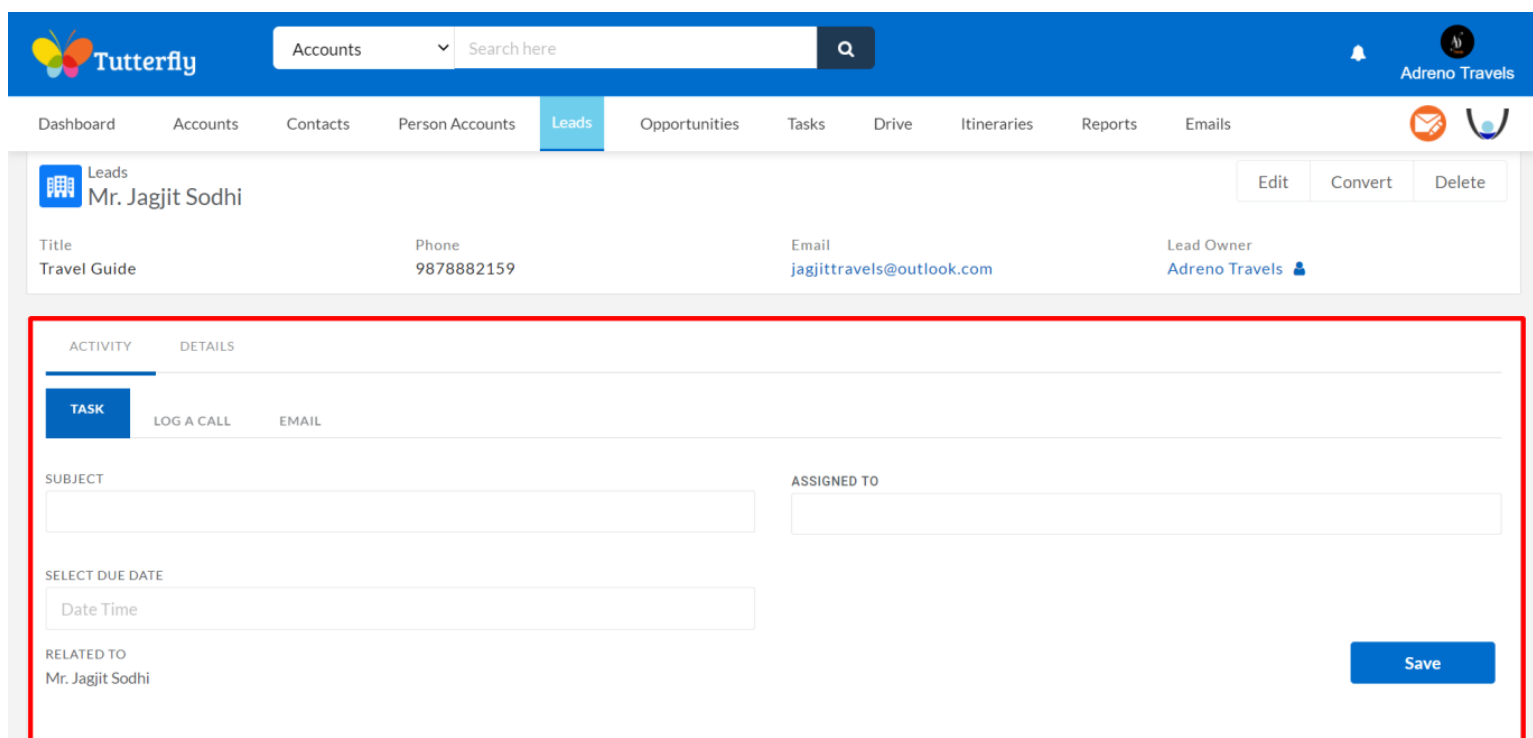 Tutterfly
Accounts Search here
Adreno Travels
Dashboard Accounts Contacts Person Accounts Leads Opportunities Tasks Drive Itineraries Reports Emails
Leads
Mr. Jagjit Sodhi
Edit Convert Delete
Title Phone Email Lead Owner
Travel Guide 9878882159 jagjittravels@outlook.com Adreno Travels
ACTIVITY DETAILS
TASK LOG A CALL EMAIL
SUBJECT ASSIGNED TO
SELECT DUE DATE
Date Time
RELATED TO
Mr. Jagjit Sodhi
Save